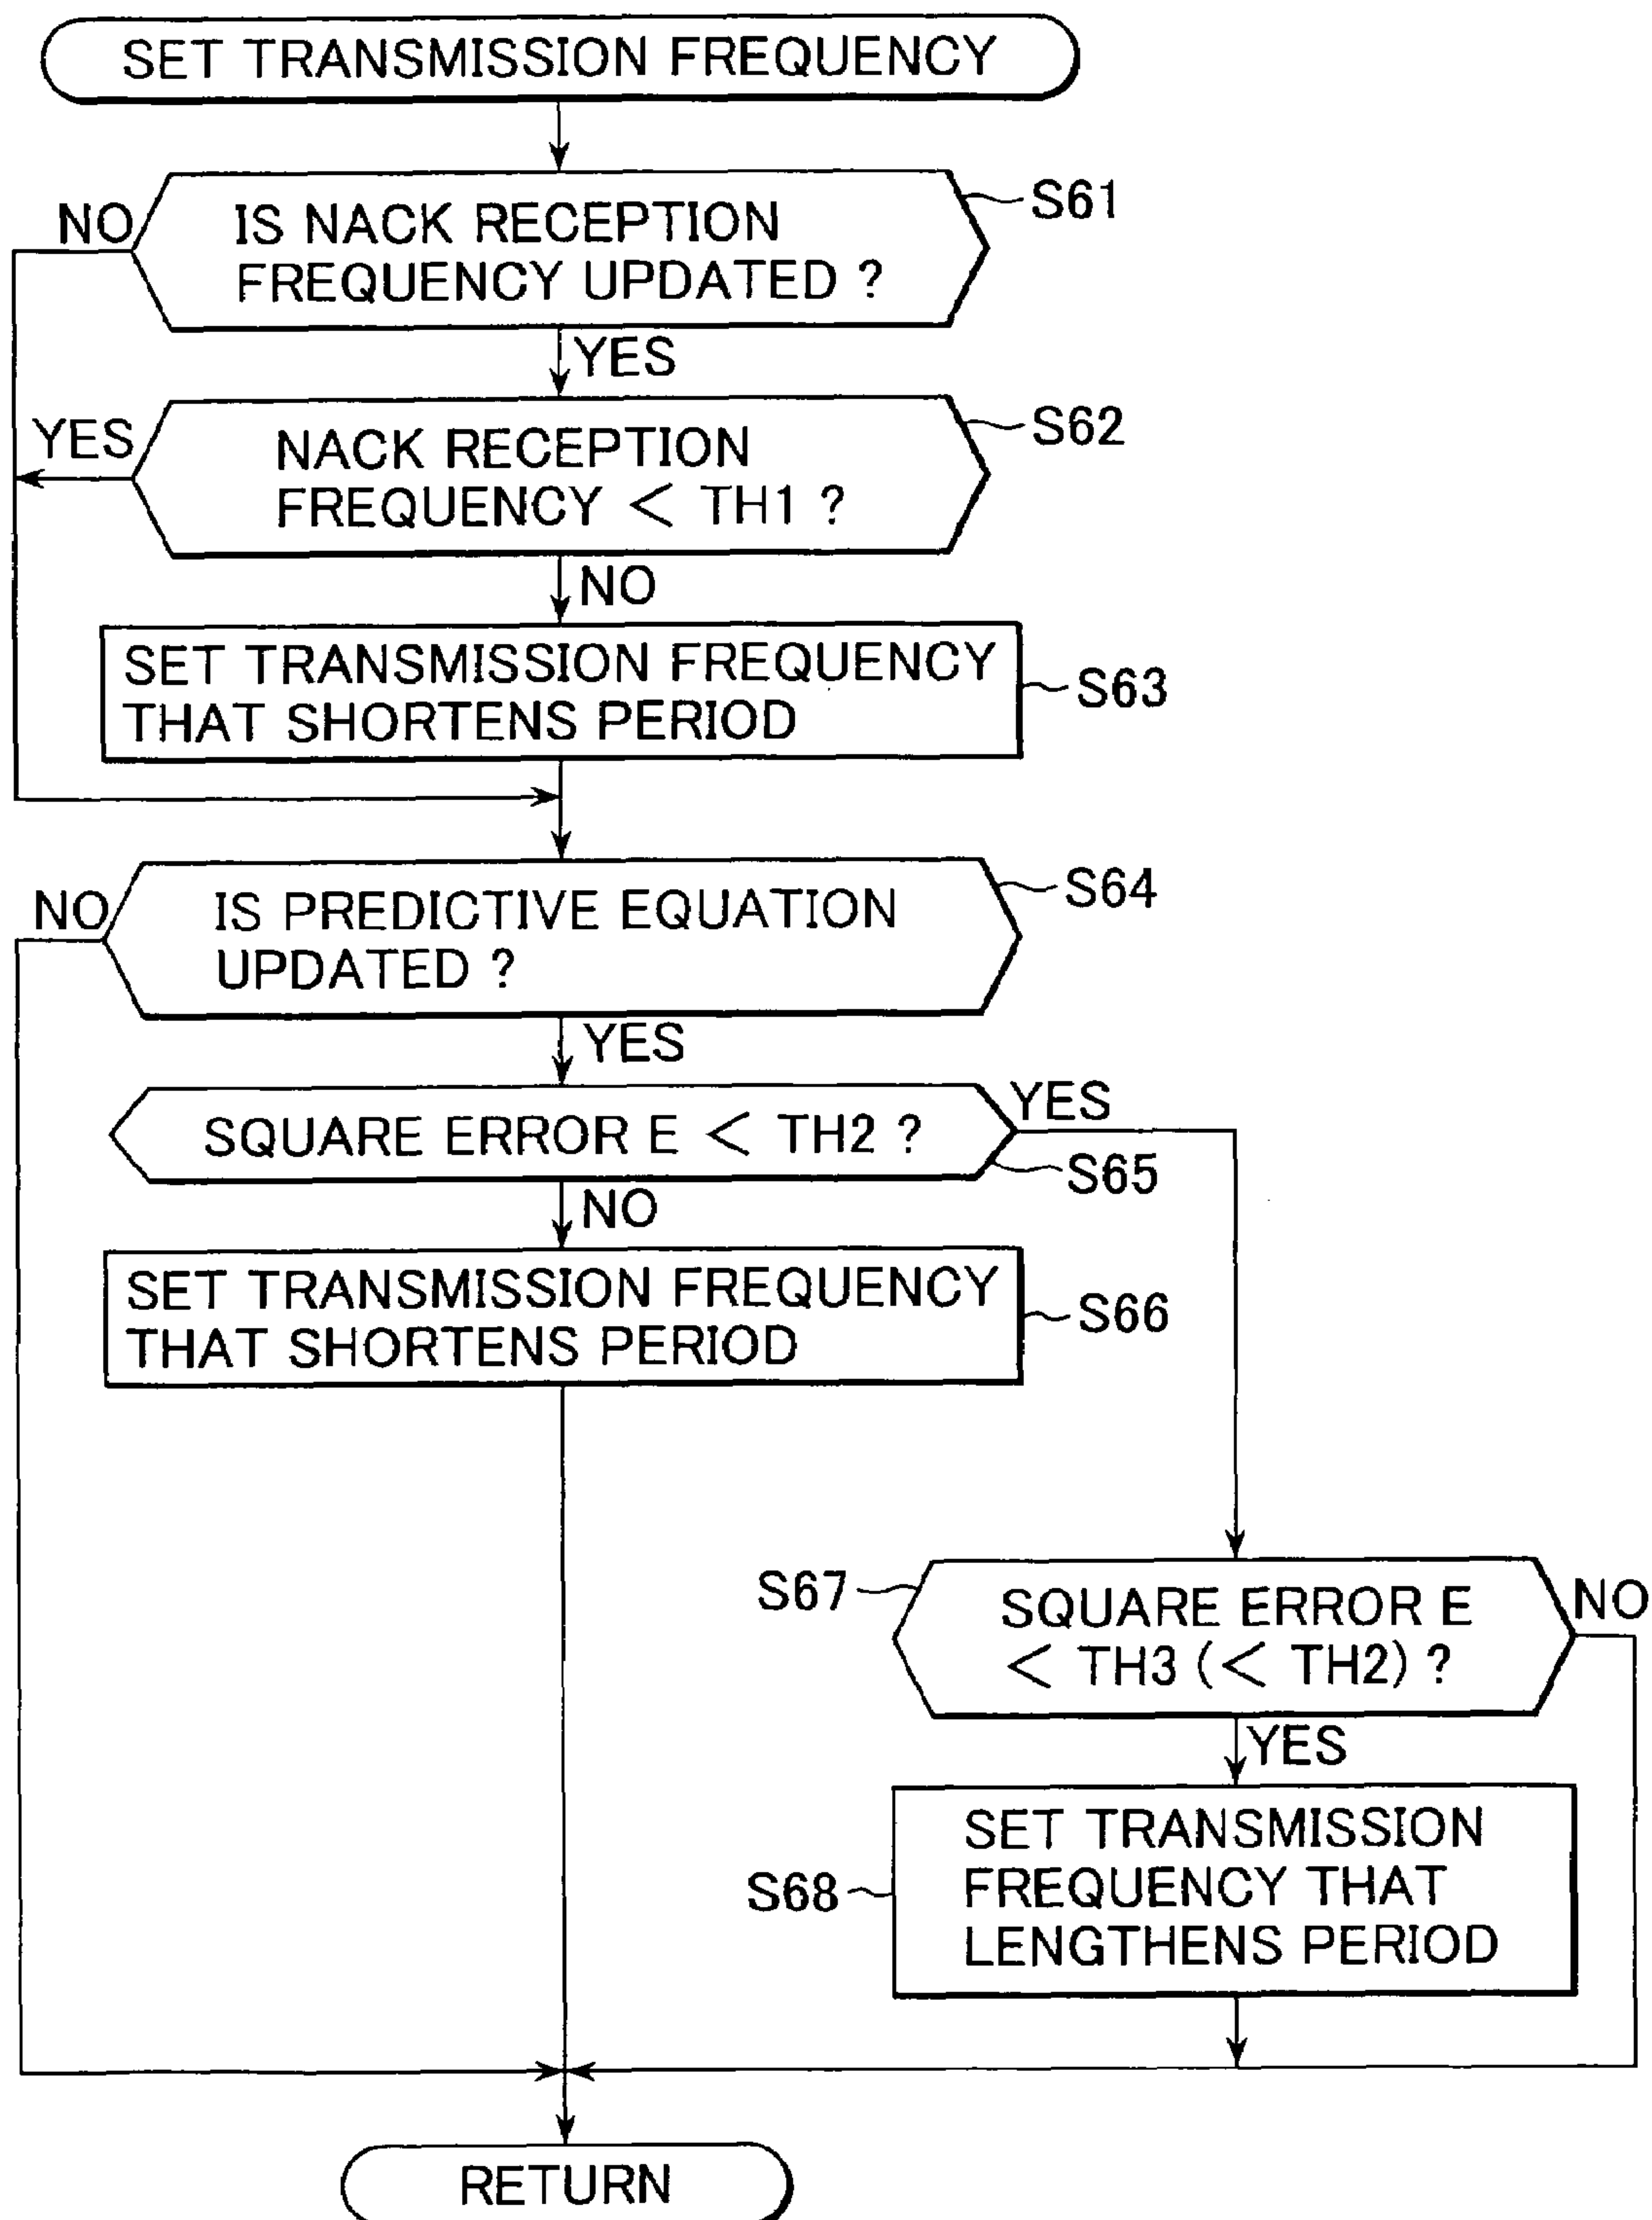 SET TRANSMISSION FREQUENCY
NO
IS NACK RECEPTION
FREQUENCY UPDATED ?
S61
YES
YES
NACK RECEPTION
FREQUENCY < TH1 ?
S62
NO
SET TRANSMISSION FREQUENCY
THAT SHORTENS PERIOD
S63
NO
IS PREDICTIVE EQUATION
UPDATED ?
S64
YES
SQUARE ERROR E < TH2 ?
YES
S65
NO
SET TRANSMISSION FREQUENCY
THAT SHORTENS PERIOD
S66
S67
SQUARE ERROR E
< TH3 (< TH2) ?
NO
YES
S68
SET TRANSMISSION
FREQUENCY THAT
LENGTHENS PERIOD
RETURN